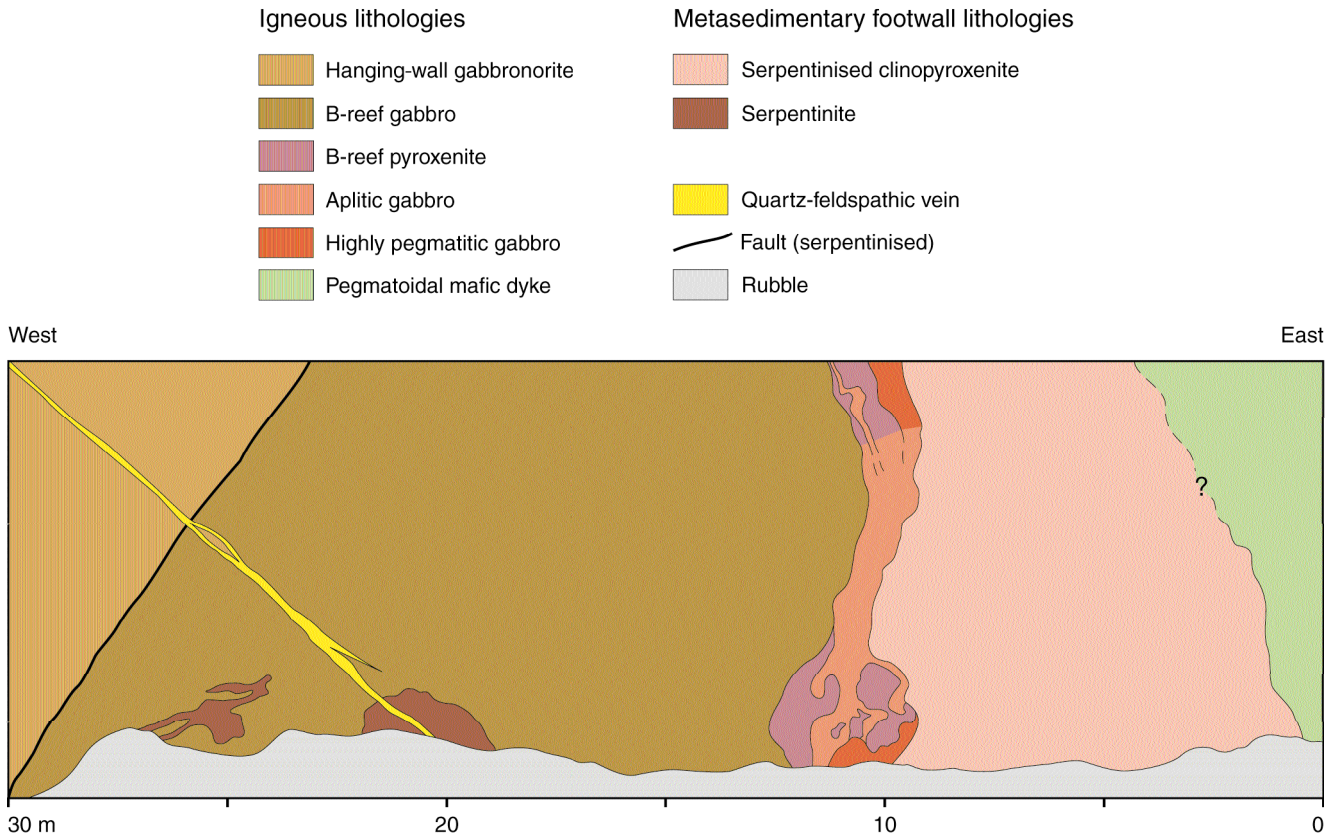 Igneous lithologies
Metasedimentary footwall lithologies
Hanging-wall gabbronorite
Serpentinised clinopyroxenite
B-reef gabbro
Serpentinite
B-reef pyroxenite
Aplitic gabbro
Quartz-feldspathic vein
Highly pegmatitic gabbro
Fault (serpentinised)
Pegmatoidal mafic dyke
Rubble
West
East
?
30 m
20
10
0